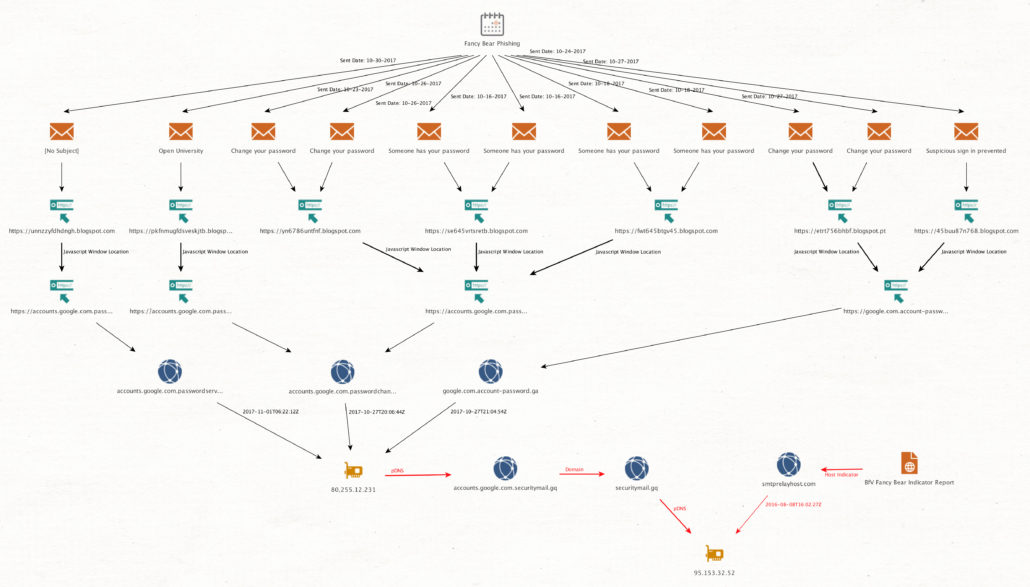 Fancy Bear Phishing
Sent Date: 10-24-2017
Sent Date: 10-30-2017
Sent Date: 10-27-2017
Sent Date: 10-26-2017
Sent Date: 10-18-2017
Sent Date: 10-23-2017
Sent Date: 10-18-2017
Sent Date: 10-16-2017
Sent Date: 10-16-2017
Sent Date: 10-27-2017
Sent Date: 10-26-2017
[No Subject]
Open University
Change your password
Change your password
Someone has your password
Someone has your password
Someone has your password
Someone has your password
Change your password
Change your password
Suspicious sign in prevented
https://unnzzyfdhdngh.blogspot.com
https://pkfnmugfdsveskjtb.blogsp...
https://yn6786untfnf.blogspot.com
https://se645vrtsretb.blogspot.com
https://fwt645btgv45.blogspot.com
https://etrt756bhbf.blogspot.pt
https://45buu87n768.blogspot.com
Javascript Window Location
Javascript Window Location
Javascript Window Location
Javascript Window Location
Javascript Window Location
Javascript Window Location
Javascript Window Location
https://accounts.google.com.pass...
https://accounts.google.com.pass...
https://accounts.google.com.pass...
https://google.com.account-passw...
accounts.google.com.passwordserv...
accounts.google.com.passwordchan...
google.com.account-password.ga
2017-11-01T06:22:12Z
2017-10-27T20:06:44Z
2017-10-27T21:04:54Z
80.255.12.231
pDNS
accounts.google.com.securitymail.gq
Domain
securitymail.gq
smtprelayhost.com
Host Indicator
BfV Fancy Bear Indicator Report
pDNS
2016-08-08T16:02:27Z
95.153.32.52